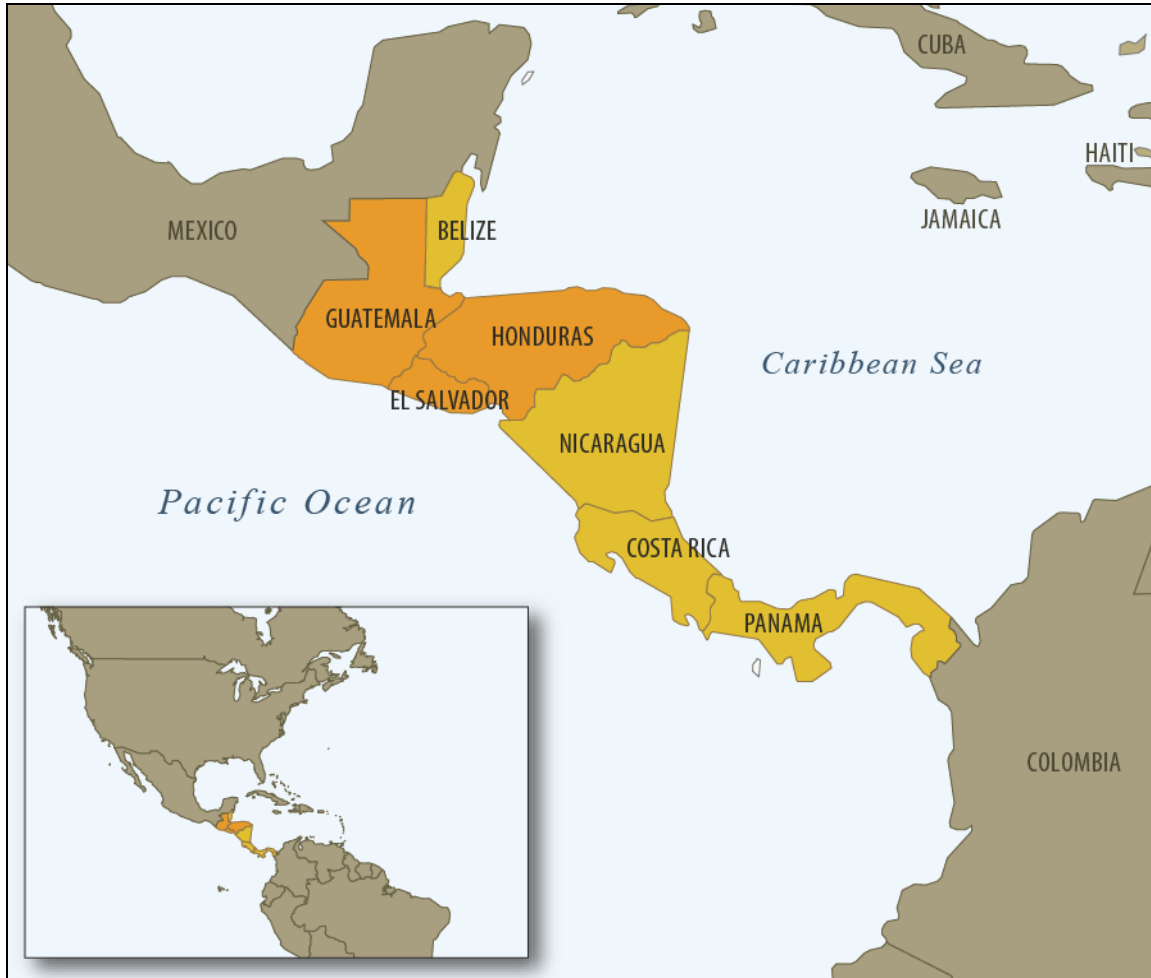 CUBA
HAITI
JAMAICA
MEXICO
BELIZE
GUATEMALA
HONDURAS
Caribbean Sea
EL SALVADOR
NICARAGUA
Pacific Ocean
COSTA RICA
PANAMA
COLOMBIA